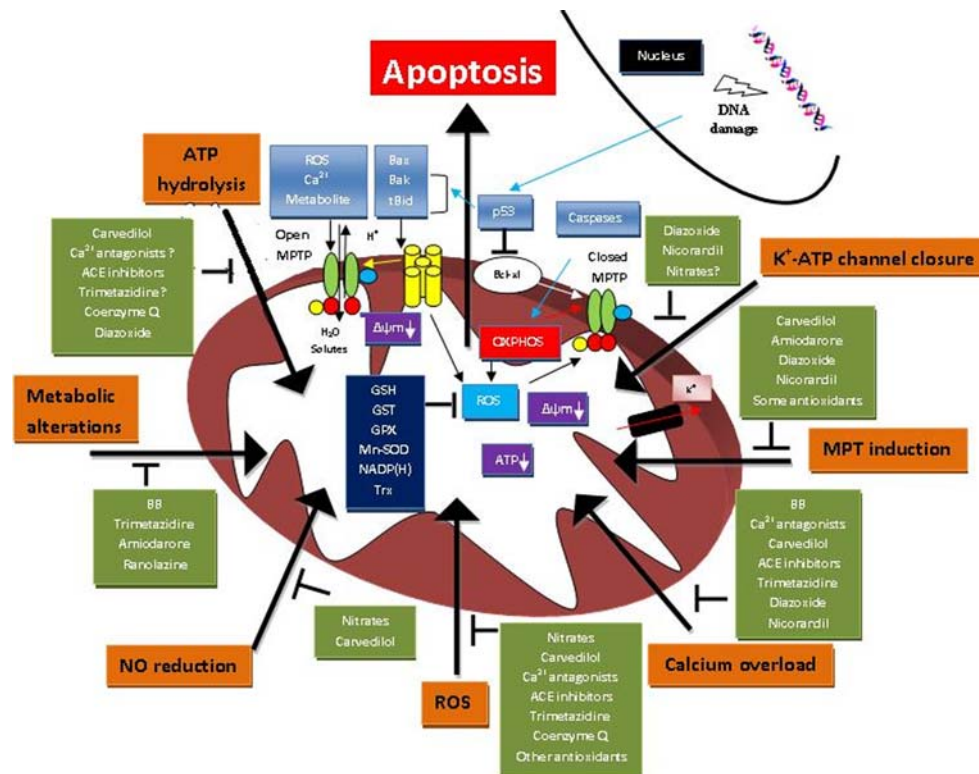 Apoptosis
Nucleus
DNA
damage
ATP
hydrolysis
ROS
Ca²⁺
Metabolite
Bax
Bak
tBid
p53
Caspases
Open
MPTP
H⁺
Bcl-xl
Closed
MPTP
Diazoxide
Nicorandil
Nitrates?
K⁺-ATP channel closure
Carvedilol
Ca²⁺ antagonists ?
ACE inhibitors
Trimetazidine ?
Coenzyme Q
Diazoxide
H₂O
Solutes
Δψm
OXPHOS
Carvedilol
Amiodarone
Diazoxide
Nicorandil
Some antioxidants
K⁺
GSH
GST
GPX
Mn-SOD
NADP(H)
Trx
ROS
Δψm
ATP
Metabolic
alterations
MPT induction
BB
Trimetazidine
Amiodarone
Ranolazine
BB
Ca²⁺ antagonists
Carvedilol
ACE inhibitors
Trimetazidine
Diazoxide
Nicorandil
Nitrates
Carvedilol
NO reduction
ROS
Nitrates
Carvedilol
Ca²⁺ antagonists
ACE inhibitors
Trimetazidine
Coenzyme Q
Other antioxidants
Calcium overload